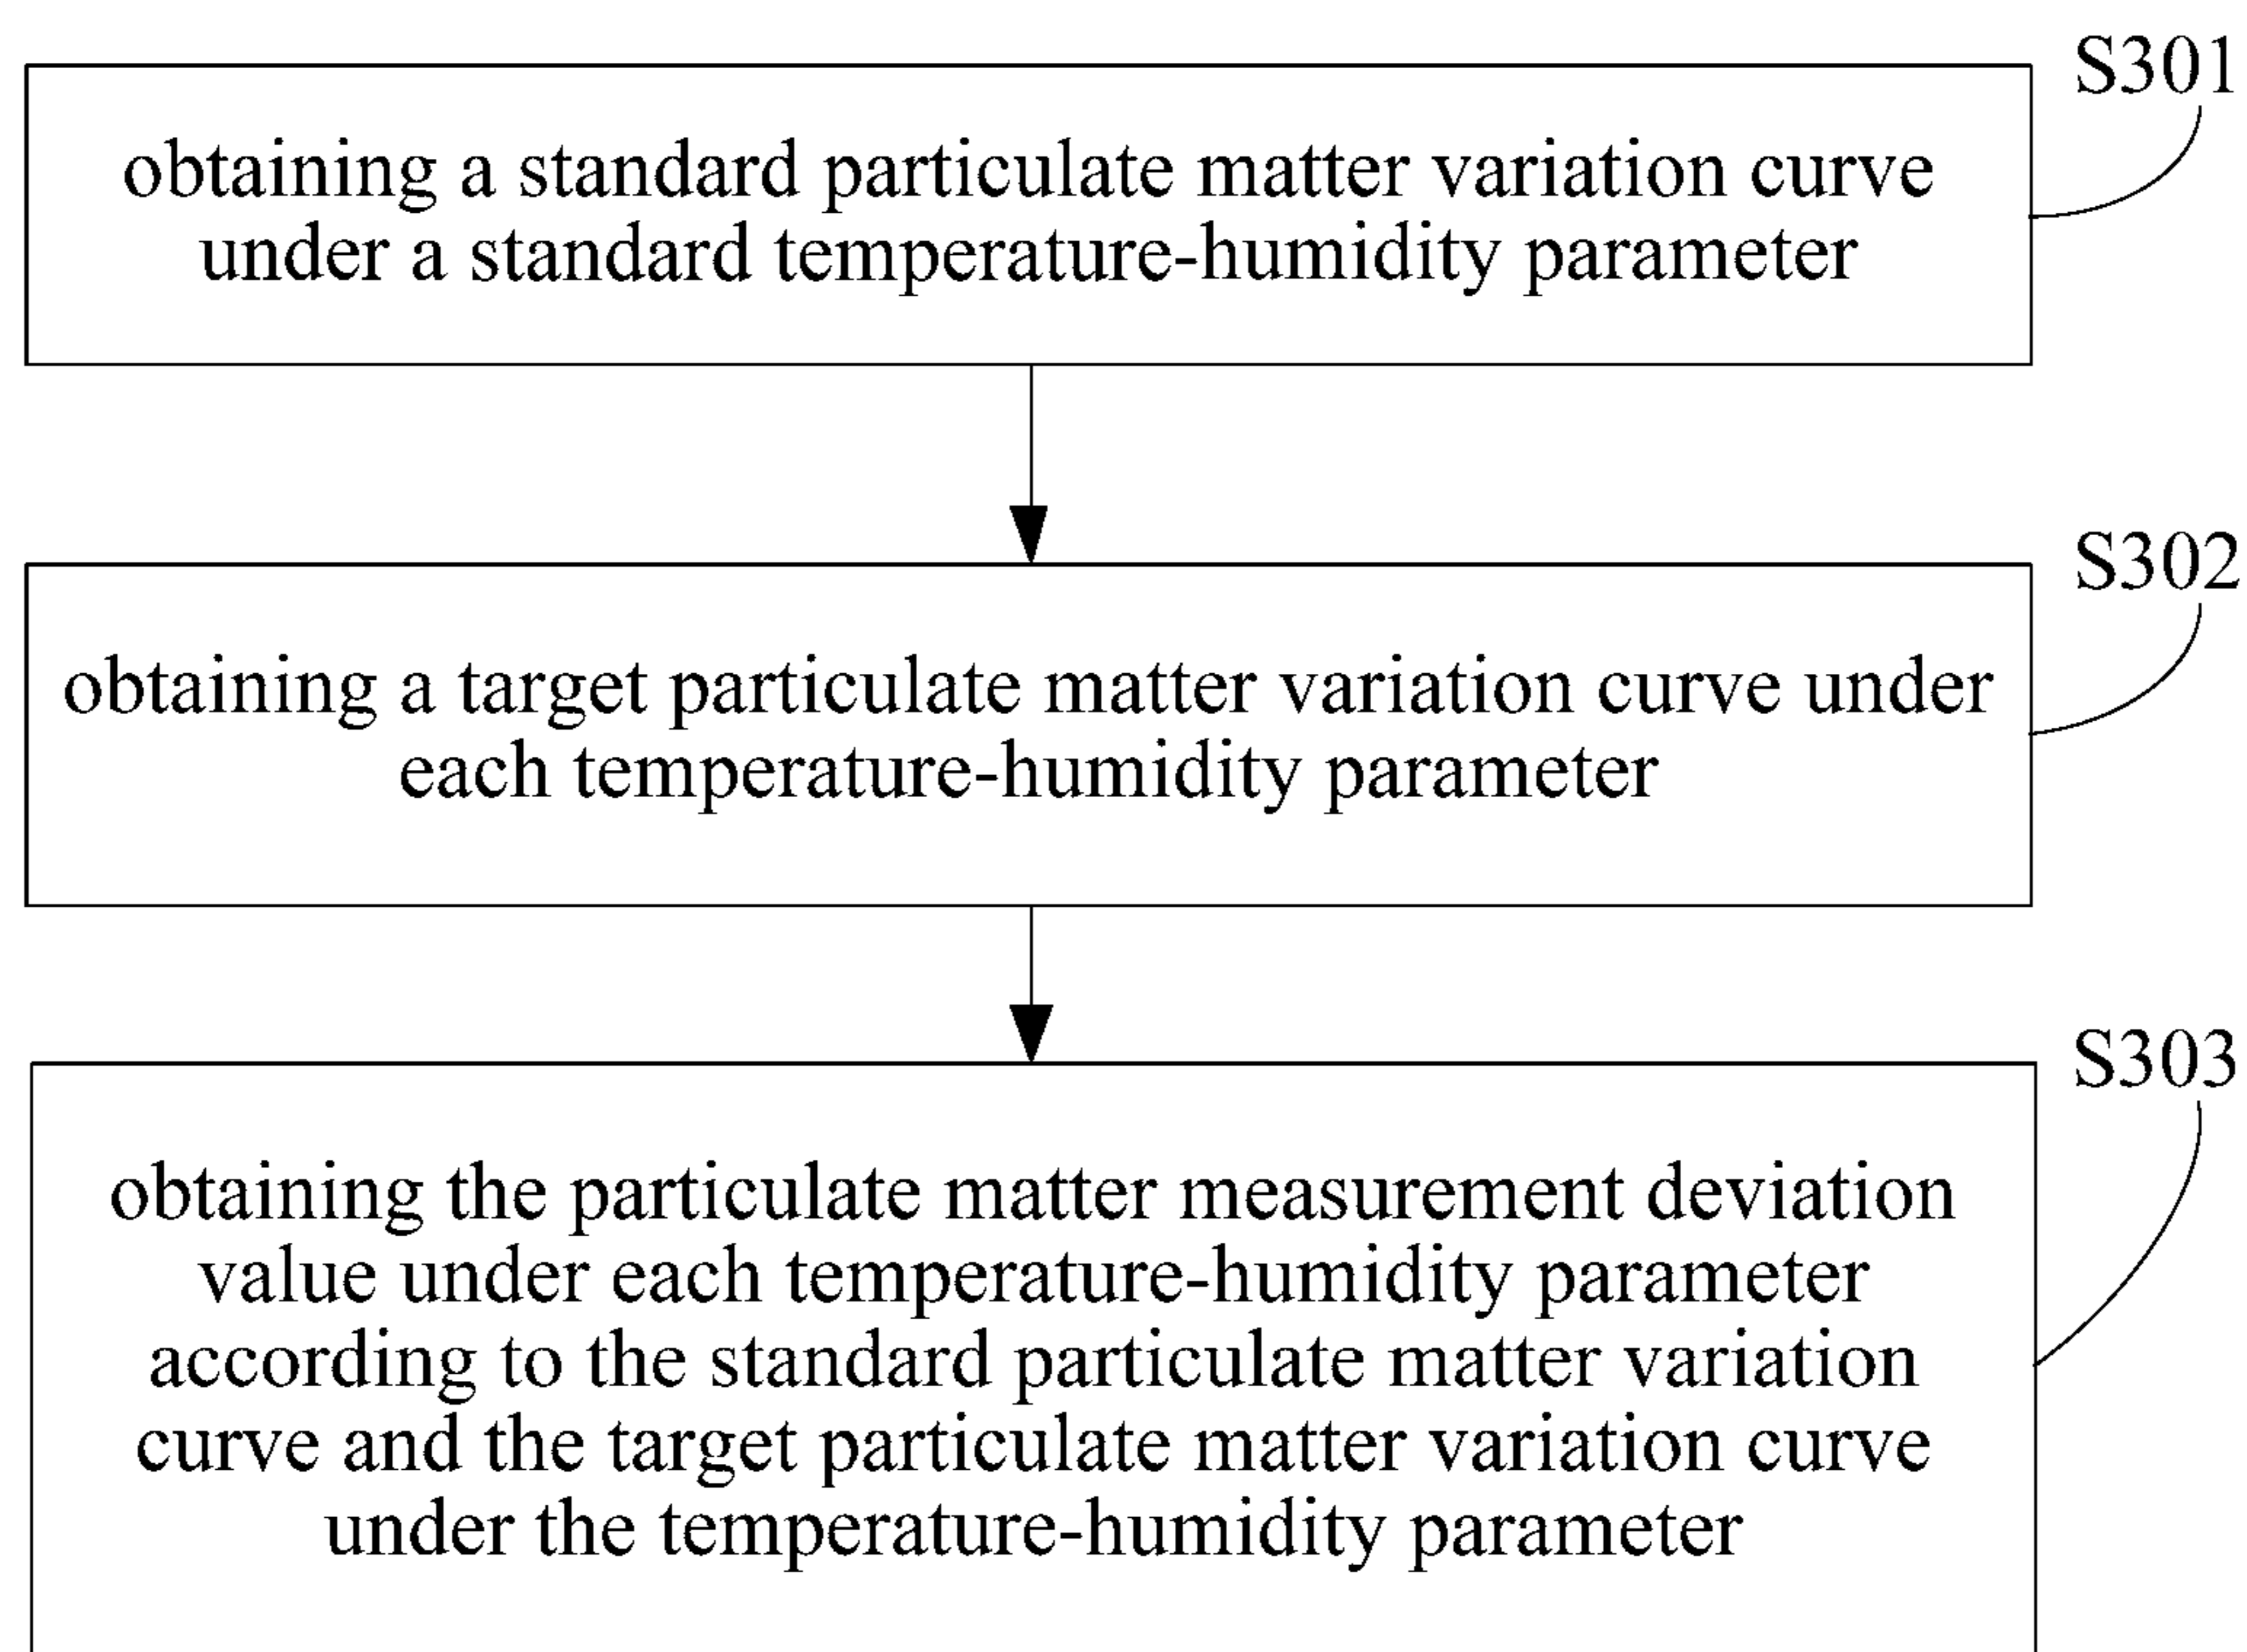 S301
obtaining a standard particulate matter variation curve
under a standard temperature-humidity parameter
S302
obtaining a target particulate matter variation curve under
each temperature-humidity parameter
S303
obtaining the particulate matter measurement deviation
value under each temperature-humidity parameter
according to the standard particulate matter variation
curve and the target particulate matter variation curve
under the temperature-humidity parameter